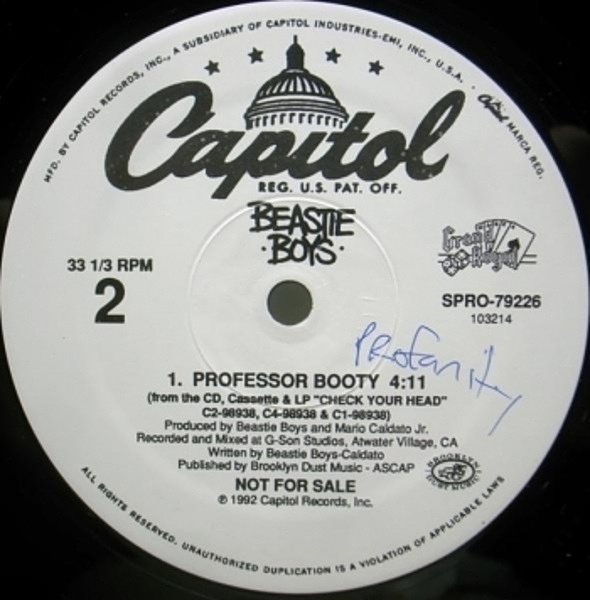 MFD. BY CAPITOL RECORDS, INC., A SUBSIDIARY OF CAPITOL INDUSTRIES-EMI, INC., U.S.A. · Capitol MARCA REG.
Capitol
REG. U.S. PAT. OFF.
BEASTIE
·BOYS·
Grand
Royal
33 1/3 RPM
2
SPRO-79226
103214
PROfanity
1. PROFESSOR BOOTY 4:11
(from the CD, Cassette & LP "CHECK YOUR HEAD"
C2-98938, C4-98938 & C1-98938)
Produced by Beastie Boys and Mario Caldato Jr.
Recorded and Mixed at G-Son Studios, Atwater Village, CA
Written by Beastie Boys-Caldato
Published by Brooklyn Dust Music - ASCAP
BROOKLYN
DUST MUSIC
NOT FOR SALE
℗ 1992 Capitol Records, Inc.
ALL RIGHTS RESERVED. UNAUTHORIZED DUPLICATION IS A VIOLATION OF APPLICABLE LAWS